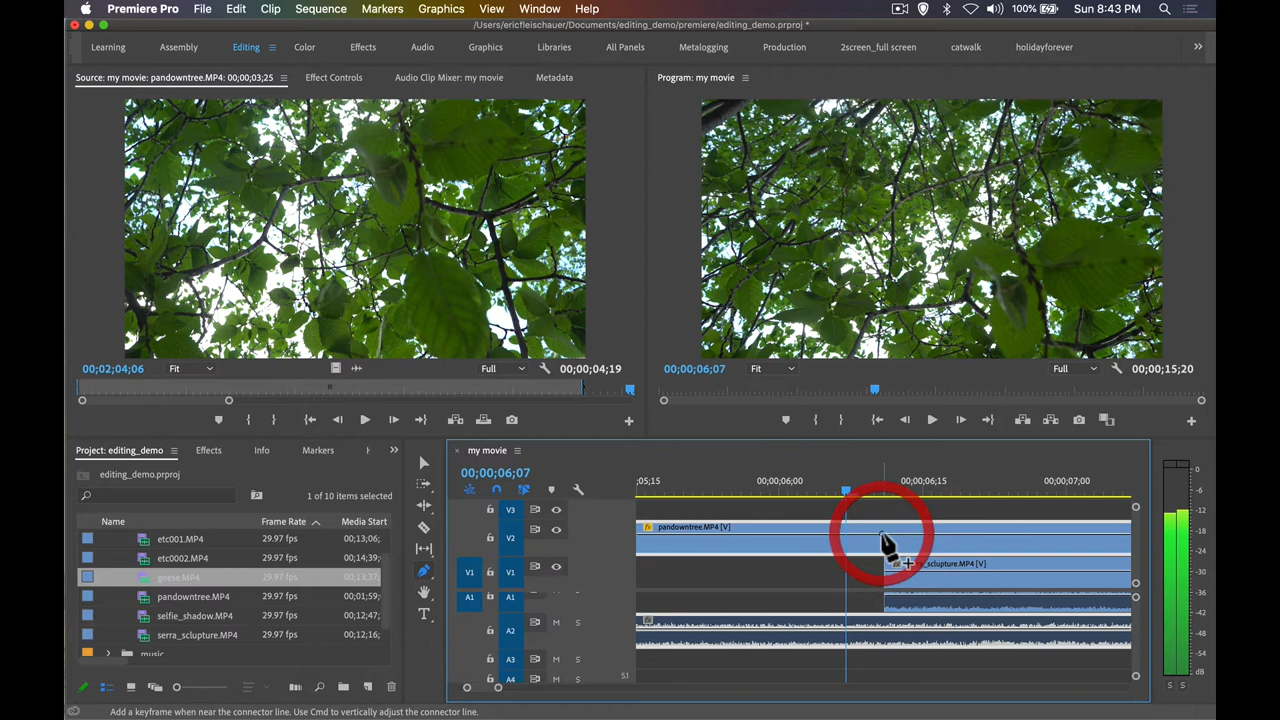 Premiere Pro File Edit Clip Sequence Markers Graphics View Window Help 100% Sun 8:43 PM
/Users/ericfleischauer/Documents/editing_demo/premiere/editing_demo.prproj *
Learning Assembly Editing Color Effects Audio Graphics Libraries All Panels Metalogging Production 2screen_full screen catwalk holidayforever
Source: my movie: pandowntree.MP4: 00;00;03;25 Effect Controls Audio Clip Mixer: my movie Metadata
Program: my movie
00;02;04;06 Fit Full 00;00;04;19
00;00;06;07 Fit Full 00;00;15;20
Project: editing_demo Effects Info Markers
editing_demo.prproj
1 of 10 items selected
Name Frame Rate Media Start
etc001.MP4 29.97 fps 00;13;06;
etc0002.MP4 29.97 fps 00;14;39;
geese.MP4 29.97 fps 00;13;37;
pandowntree.MP4 29.97 fps 00;01;59;
selfie_shadow.MP4 29.97 fps 00;02;19;
serra_sclupture.MP4 29.97 fps 00;12;16;
music
my movie
00;00;06;07
;05;15 00;00;06;00 00;00;06;15 00;00;07;00
V3
V2
V1 V1
A1 A1
A2 M S
A3 M S
A4 M S
S1
fx pandowntree.MP4 [V]
_sclupture.MP4 [V]
fx
0
-6
-12
-18
-24
-30
-36
-42
-48
-54
dB
S S
Add a keyframe when near the connector line. Use Cmd to vertically adjust the connector line.